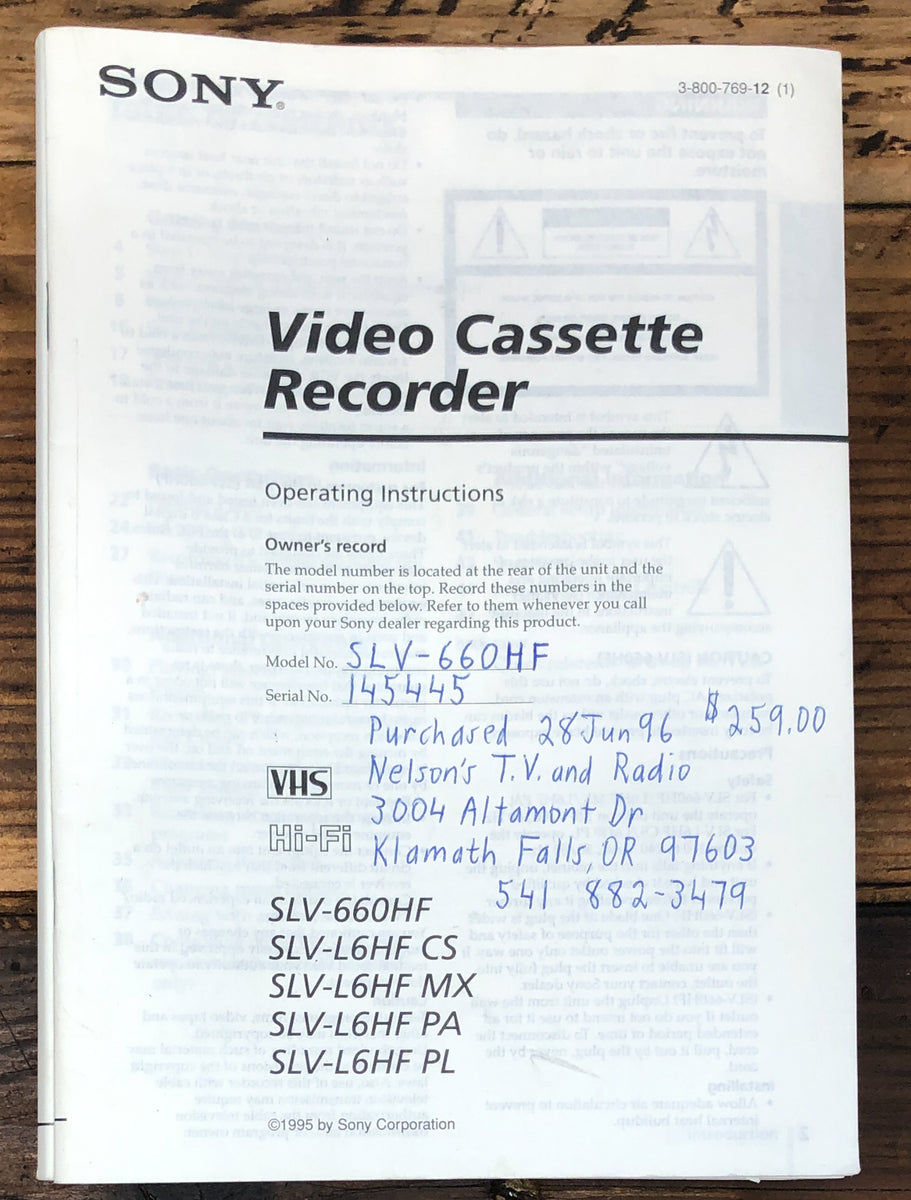 SONY®
3-800-769-12 (1)
Video Cassette
Recorder
Operating Instructions
Owner's record
The model number is located at the rear of the unit and the
serial number on the top. Record these numbers in the
spaces provided below. Refer to them whenever you call
upon your Sony dealer regarding this product.
Model No. SLV-660HF
Serial No. 145445
Purchased 28 Jun 96 $259.00
Nelson's T.V. and Radio
3004 Altamont Dr
Klamath Falls OR 97603
541 882-3479
VHS
Hi-Fi
SLV-660HF
SLV-L6HF CS
SLV-L6HF MX
SLV-L6HF PA
SLV-L6HF PL
©1995 by Sony Corporation